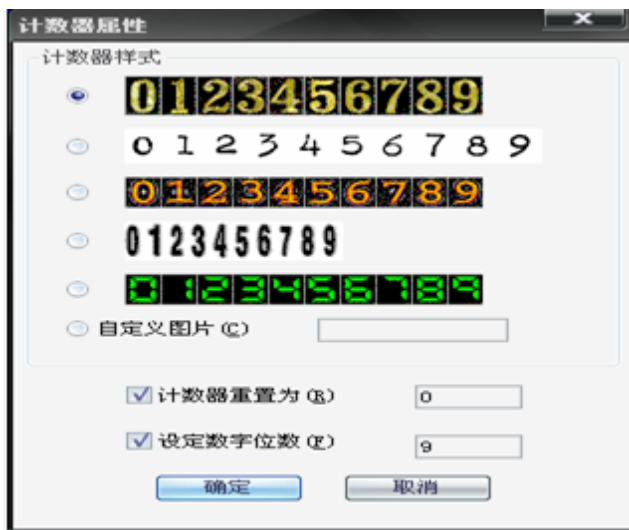 计数器属性
计数器样式
0123456789
0 1 2 3 4 5 6 7 8 9
0123456789
0123456789
0123456789
自定义图片(C)
计数器重置为(R) 0
设定数字位数(F) 9
确定 取消